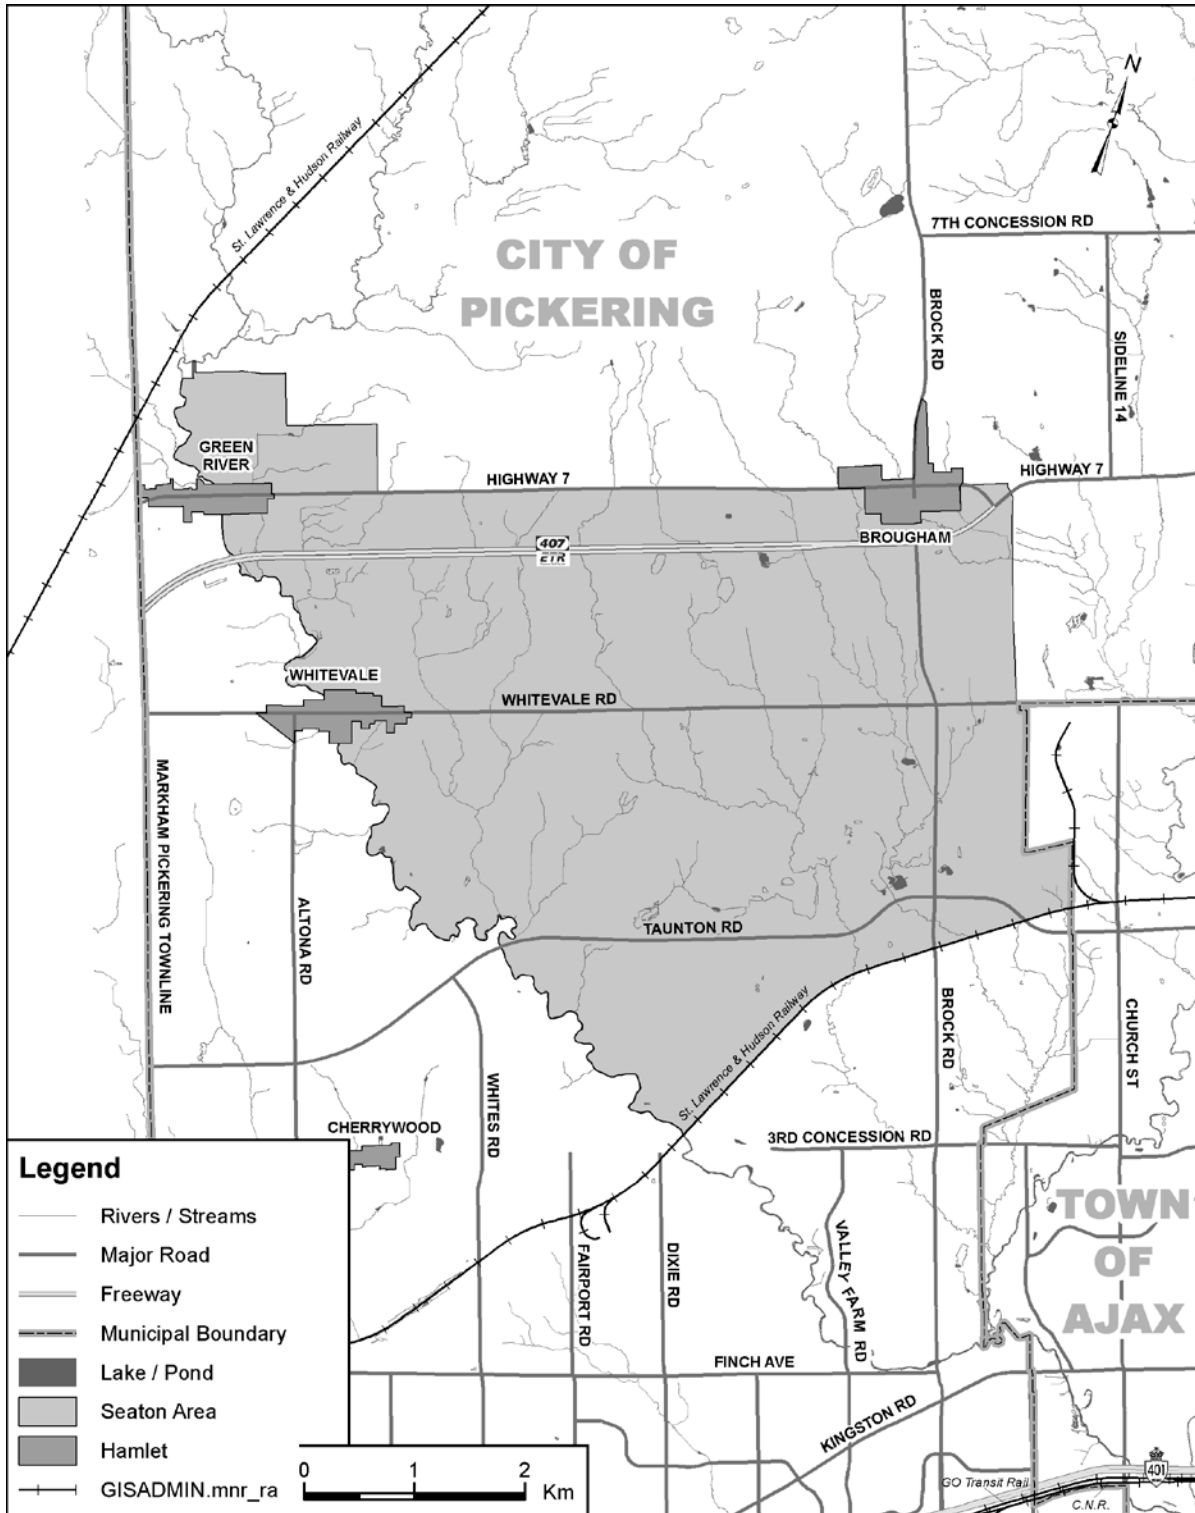 N
St. Lawrence & Hudson Railway
7TH CONCESSION RD
CITY OF
PICKERING
BROCK RD
SIDELINE 14
GREEN
RIVER
HIGHWAY 7
HIGHWAY 7
407
ETR
BROUGHAM
WHITEVALE
WHITEVALE RD
MARKHAM PICKERING TOWNLINE
ALTONA RD
TAUNTON RD
St. Lawrence & Hudson Railway
BROCK RD
CHURCH ST
WHITES RD
CHERRYWOOD
3RD CONCESSION RD
TOWN
OF
AJAX
FAIRPORT RD
DIXIE RD
VALLEY FARM RD
FINCH AVE
KINGSTON RD
401
GO Transit Rail
C.N.R.
Legend
Rivers / Streams
Major Road
Freeway
Municipal Boundary
Lake / Pond
Seaton Area
Hamlet
GISADMIN.mnr_ra
0 1 2
Km